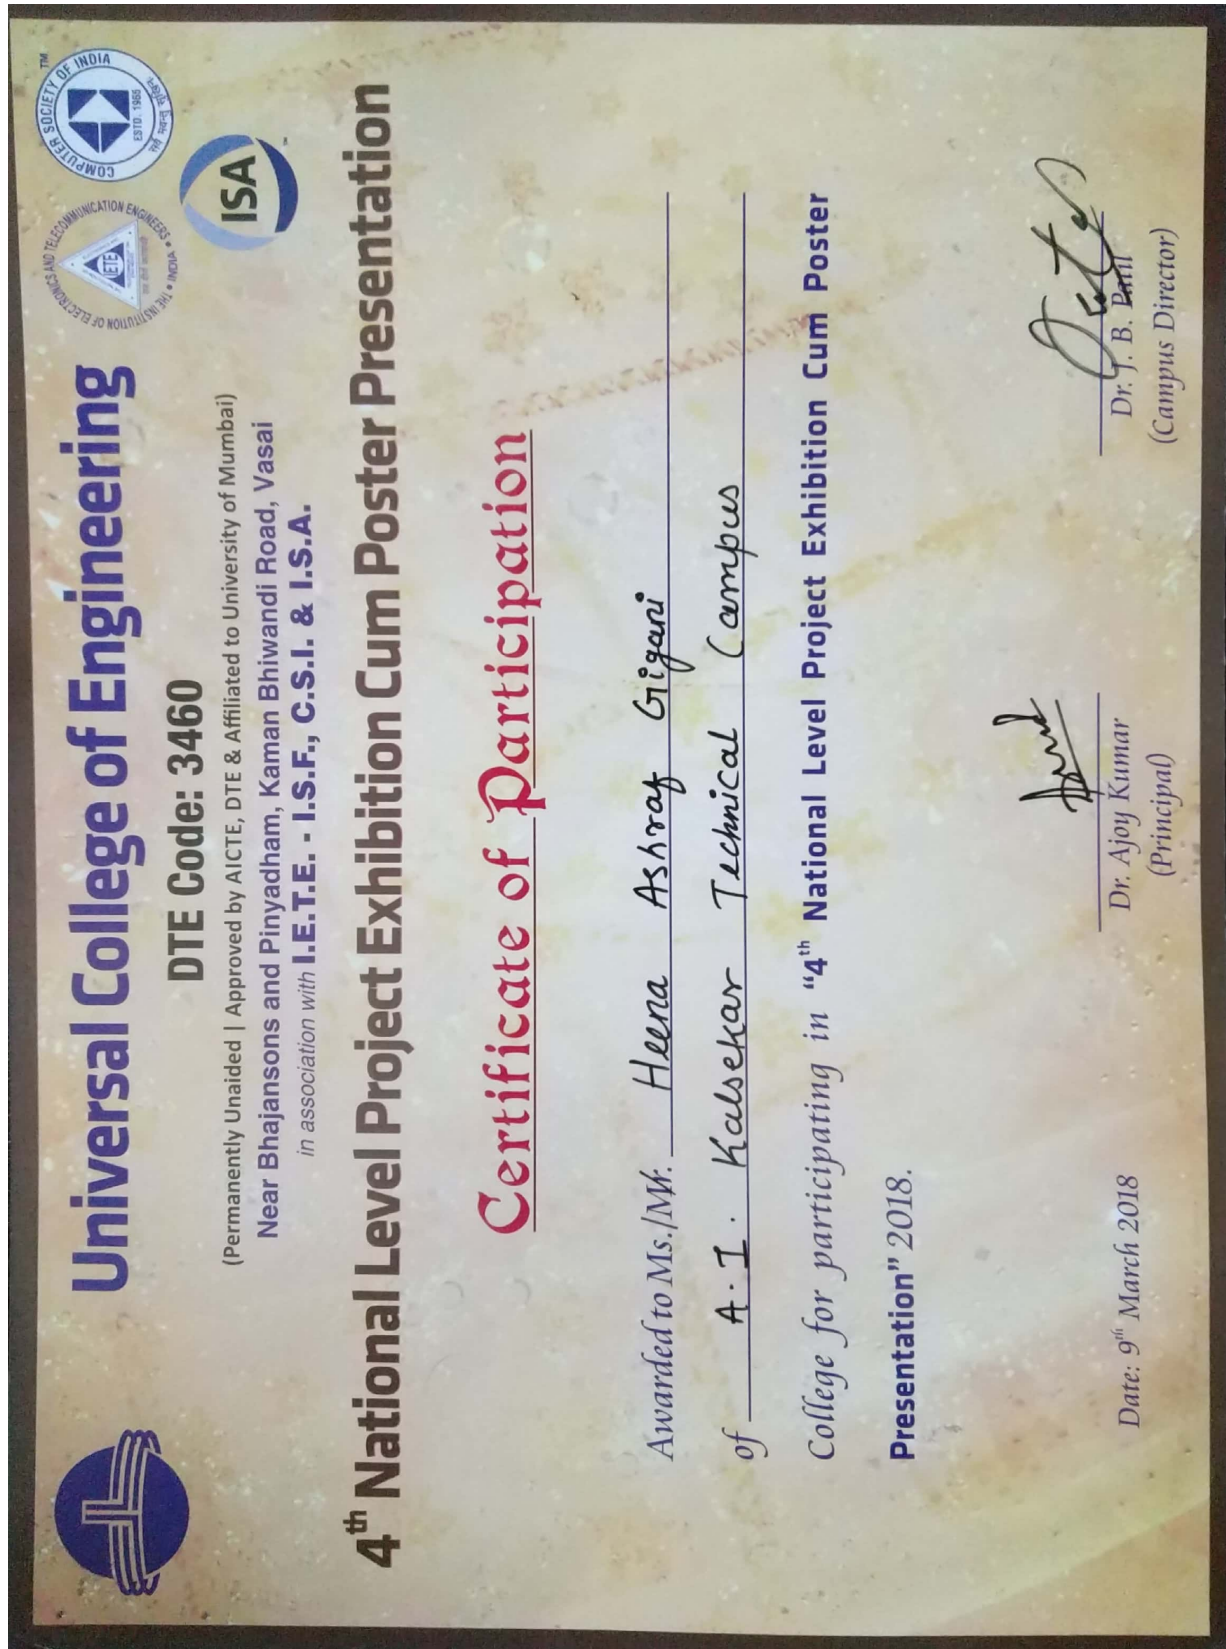 Universal College of Engineering
DTE Code: 3460
(Permanently Unaided | Approved by AICTE, DTE & Affiliated to University of Mumbai)
Near Bhajansons and Pinyadham, Kaman Bhiwandi Road, Vasai
in association with I.E.T.E. - I.S.F., C.S.I. & I.S.A.
THE INSTITUTION OF ELECTRONICS AND TELECOMMUNICATION ENGINEERS • INDIA •
IETE
COMPUTER SOCIETY OF INDIA
ESTD. 1965
TM
ISA
4th National Level Project Exhibition Cum Poster Presentation
Certificate of Participation
Awarded to Ms./Mr. Heena Ashraf Gigani
of A.I. Kalsekar Technical Campus
College for participating in “4th National Level Project Exhibition Cum Poster
Presentation” 2018.
Date: 9th March 2018
Dr. Ajoy Kumar
(Principal)
Dr. J. B. Patil
(Campus Director)